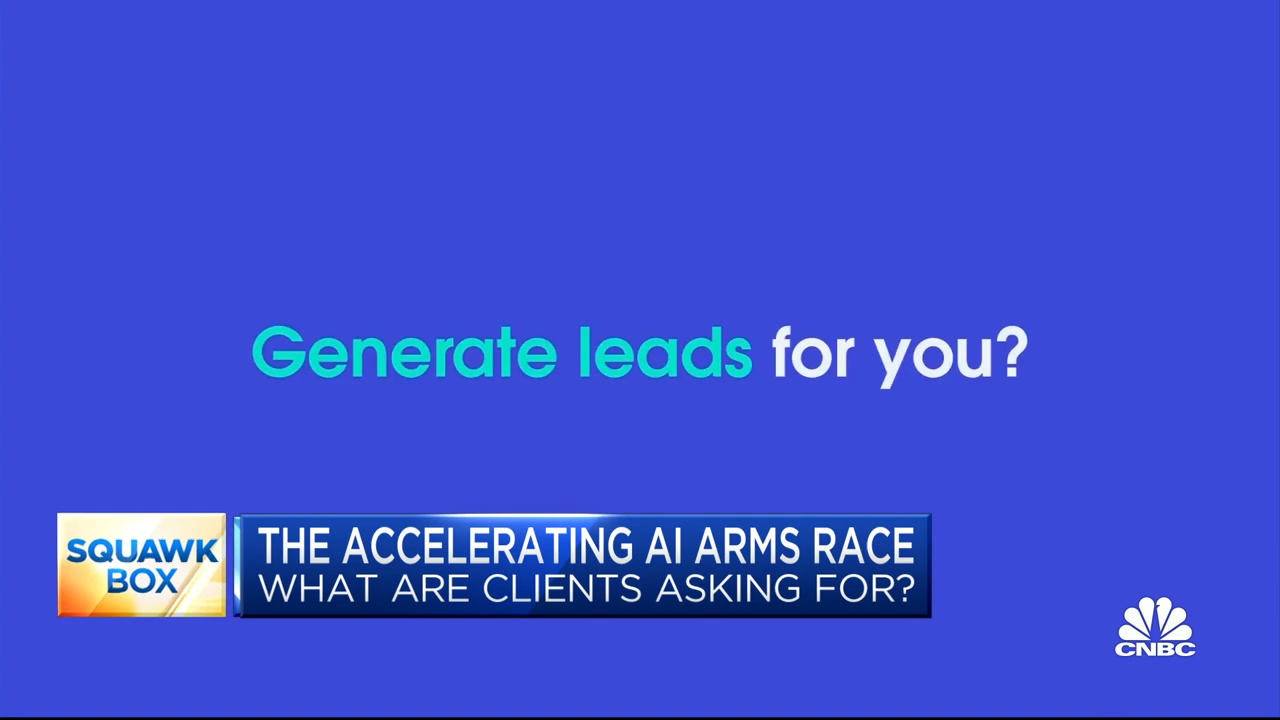 Generate leads for you?
SQUAWK
BOX
THE ACCELERATING AI ARMS RACE
WHAT ARE CLIENTS ASKING FOR?
CNBC